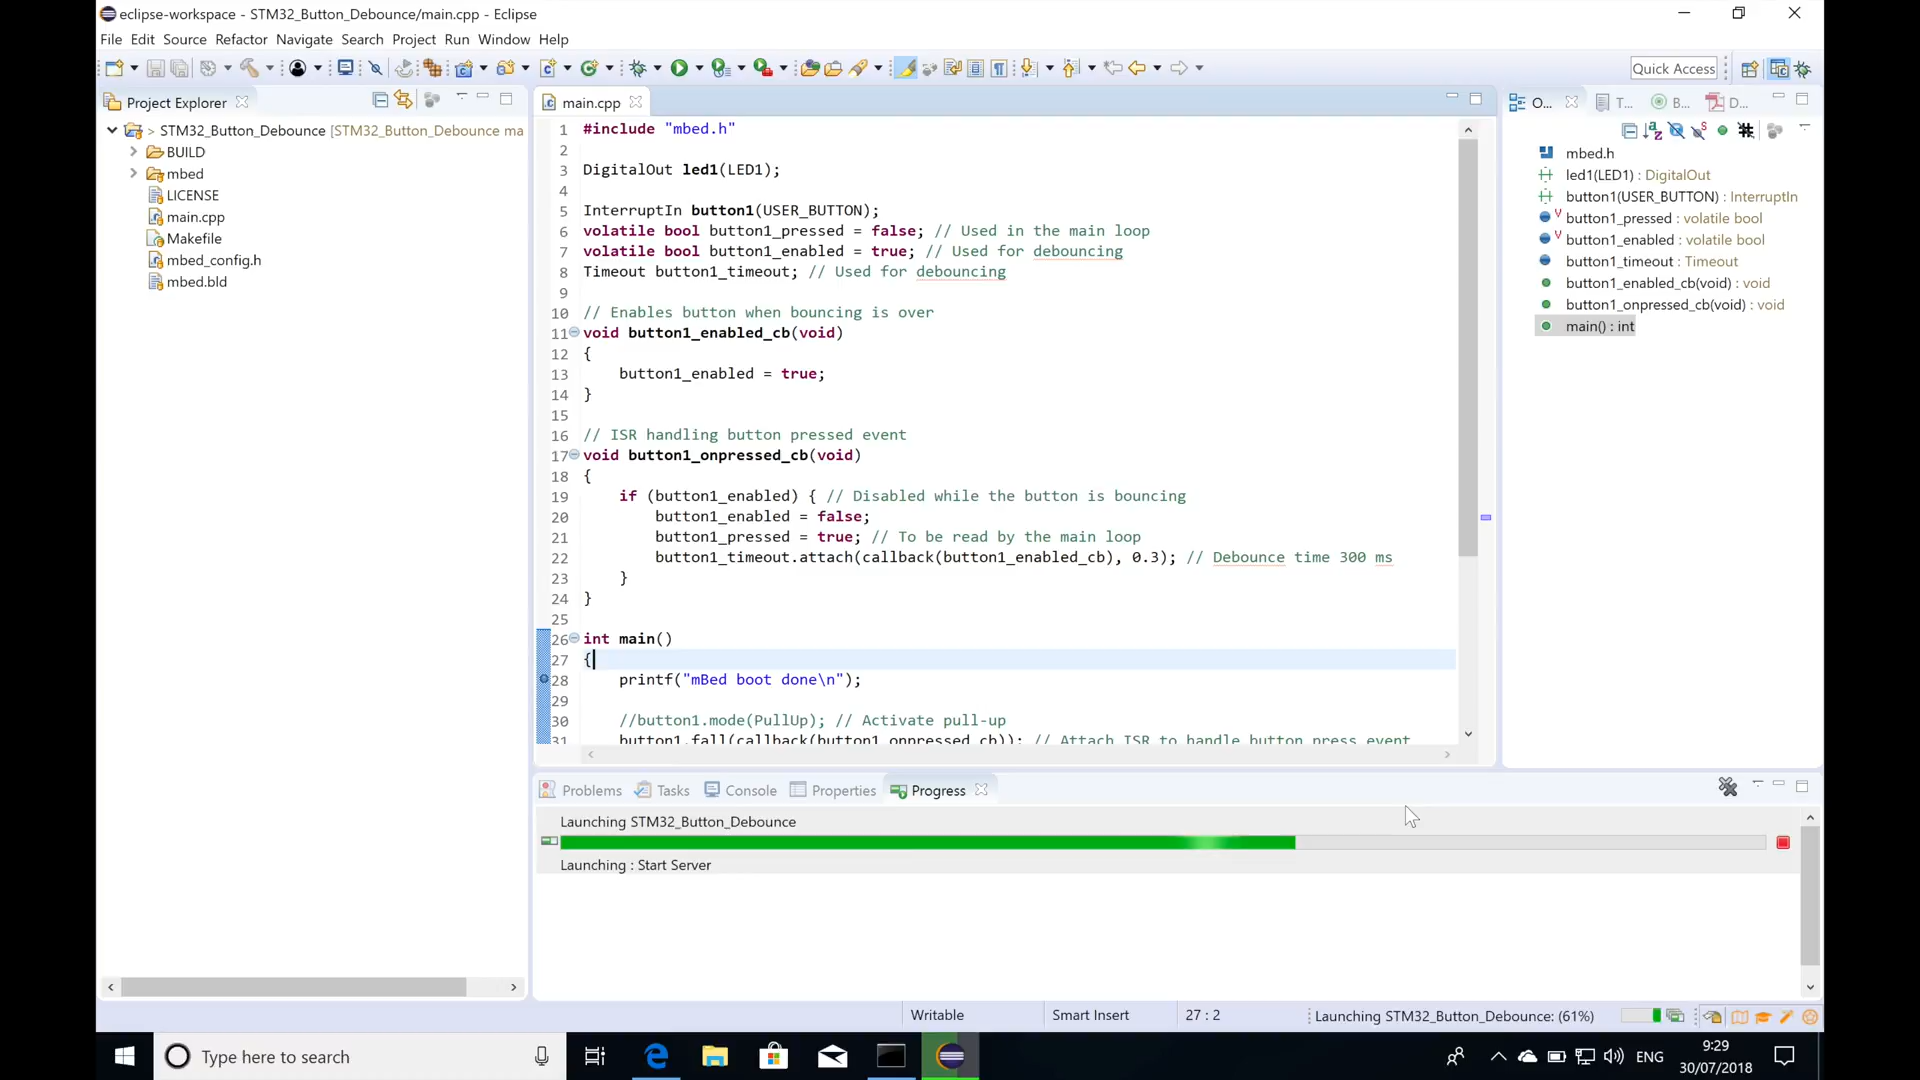 eclipse-workspace - STM32_Button_Debounce/main.cpp - Eclipse
File Edit Source Refactor Navigate Search Project Run Window Help
Quick Access
Project Explorer
> STM32_Button_Debounce [STM32_Button_Debounce ma
BUILD
mbed
LICENSE
main.cpp
Makefile
mbed_config.h
mbed.bld
main.cpp
1 #include "mbed.h"
2
3 DigitalOut led1(LED1);
4
5 InterruptIn button1(USER_BUTTON);
6 volatile bool button1_pressed = false; // Used in the main loop
7 volatile bool button1_enabled = true; // Used for debouncing
8 Timeout button1_timeout; // Used for debouncing
9
10 // Enables button when bouncing is over
11 void button1_enabled_cb(void)
12 {
13 button1_enabled = true;
14 }
15
16 // ISR handling button pressed event
17 void button1_onpressed_cb(void)
18 {
19 if (button1_enabled) { // Disabled while the button is bouncing
20 button1_enabled = false;
21 button1_pressed = true; // To be read by the main loop
22 button1_timeout.attach(callback(button1_enabled_cb), 0.3); // Debounce time 300 ms
23 }
24 }
25
26 int main()
27 {
28 printf("mBed boot done\n");
29
30 //button1.mode(PullUp); // Activate pull-up
31 button1.fall(callback(button1_onpressed_cb)); // Attach ISR to handle button press event
O... T... B... D...
mbed.h
led1(LED1) : DigitalOut
button1(USER_BUTTON) : InterruptIn
button1_pressed : volatile bool
button1_enabled : volatile bool
button1_timeout : Timeout
button1_enabled_cb(void) : void
button1_onpressed_cb(void) : void
main() : int
Problems Tasks Console Properties Progress
Launching STM32_Button_Debounce
Launching : Start Server
Writable Smart Insert 27 : 2 Launching STM32_Button_Debounce: (61%)
Type here to search
ENG
9:29
30/07/2018